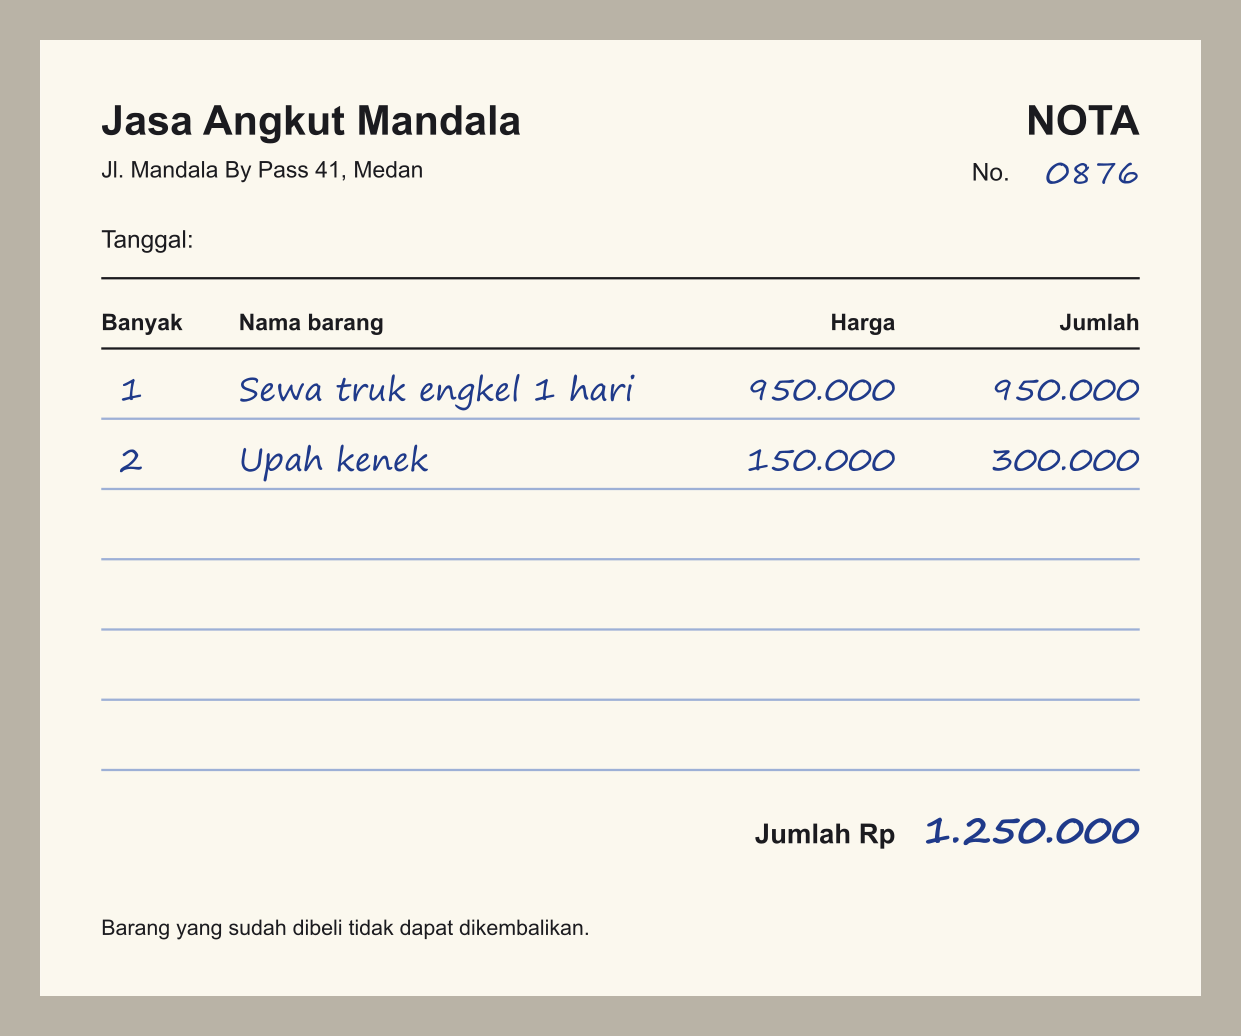 Jasa Angkut Mandala NOTA
Jl. Mandala By Pass 41, Medan No. 0876
Tanggal:
Banyak Nama barang Harga Jumlah
1 Sewa truk engkel 1 hari 950.000 950.000
2 Upah kenek 150.000 300.000
Jumlah Rp 1.250.000
Barang yang sudah dibeli tidak dapat dikembalikan.